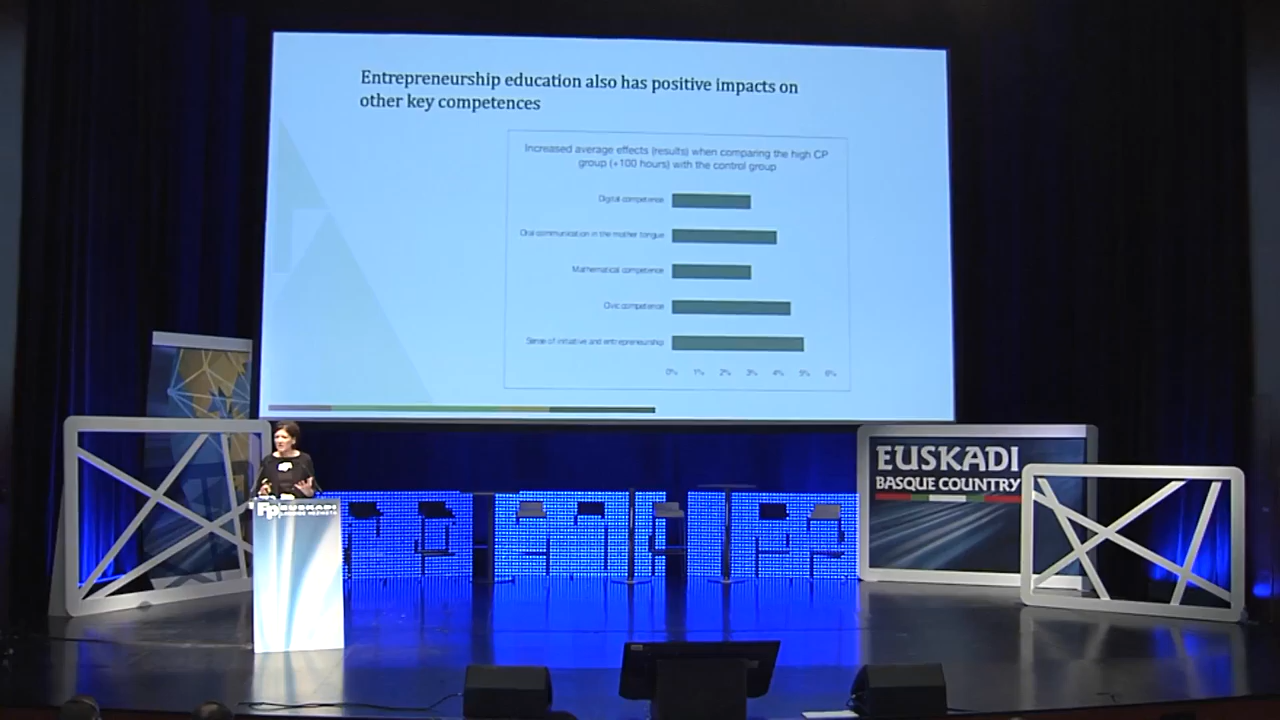 Entrepreneurship education also has positive impacts on
other key competences
Increased average effects (results) when comparing the high CP
group (+100 hours) with the control group
Digital competence
Oral communication in the mother tongue
Mathematical competence
Civic competence
Sense of initiative and entrepreneurship
0% 1% 2% 3% 4% 5% 6%
Fp EUSKADI
EUSKADI
BASQUE COUNTRY